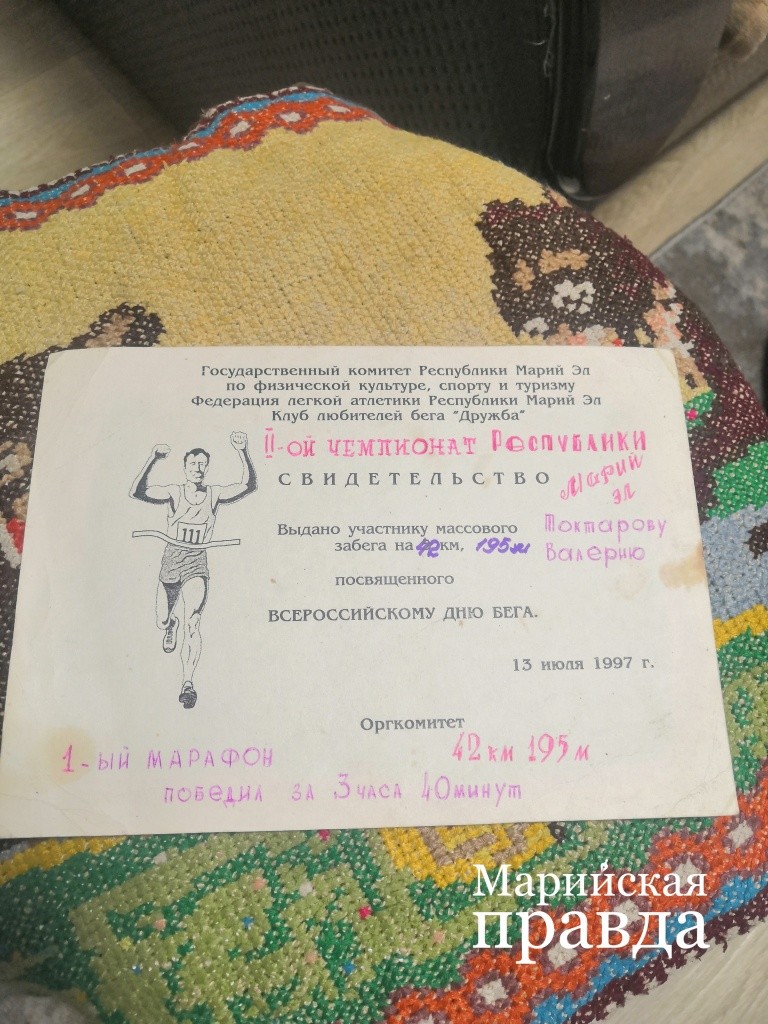 Государственный комитет Республики Марий Эл
по физической культуре, спорту и туризму
Федерация легкой атлетики Республики Марий Эл
Клуб любителей бега "Дружба"
II-ой чемпионат Республики
Марий
эл
СВИДЕТЕЛЬСТВО
Выдано участнику массового Токтарову
забега на 42 км, 195 м Валерию
посвященного
ВСЕРОССИЙСКОМУ ДНЮ БЕГА.
13 июля 1997 г.
111
Оргкомитет
1-ый МАРАФОН 42 км 195 м
победил за 3 часа 40 минут
Марийская
правда